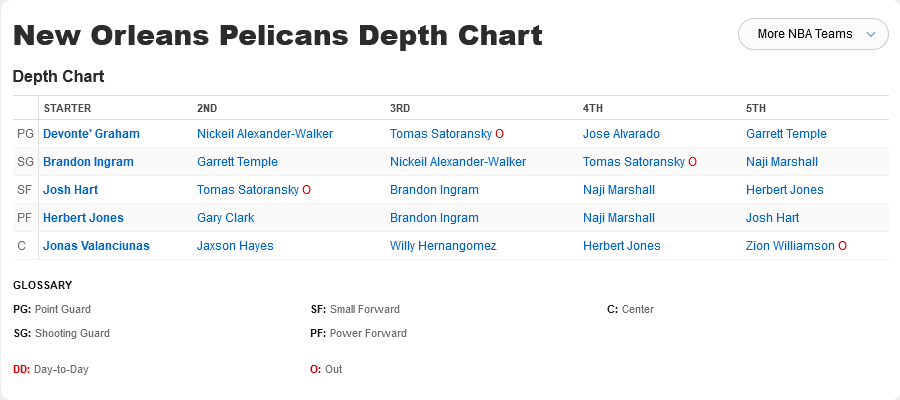 New Orleans Pelicans Depth Chart
More NBA Teams
Depth Chart
STARTER 2ND 3RD 4TH 5TH
PG Devonte' Graham Nickeil Alexander-Walker Tomas Satoransky O Jose Alvarado Garrett Temple
SG Brandon Ingram Garrett Temple Nickeil Alexander-Walker Tomas Satoransky O Naji Marshall
SF Josh Hart Tomas Satoransky O Brandon Ingram Naji Marshall Herbert Jones
PF Herbert Jones Gary Clark Brandon Ingram Naji Marshall Josh Hart
C Jonas Valanciunas Jaxson Hayes Willy Hernangomez Herbert Jones Zion Williamson O
GLOSSARY
PG: Point Guard SF: Small Forward C: Center
SG: Shooting Guard PF: Power Forward
DD: Day-to-Day O: Out